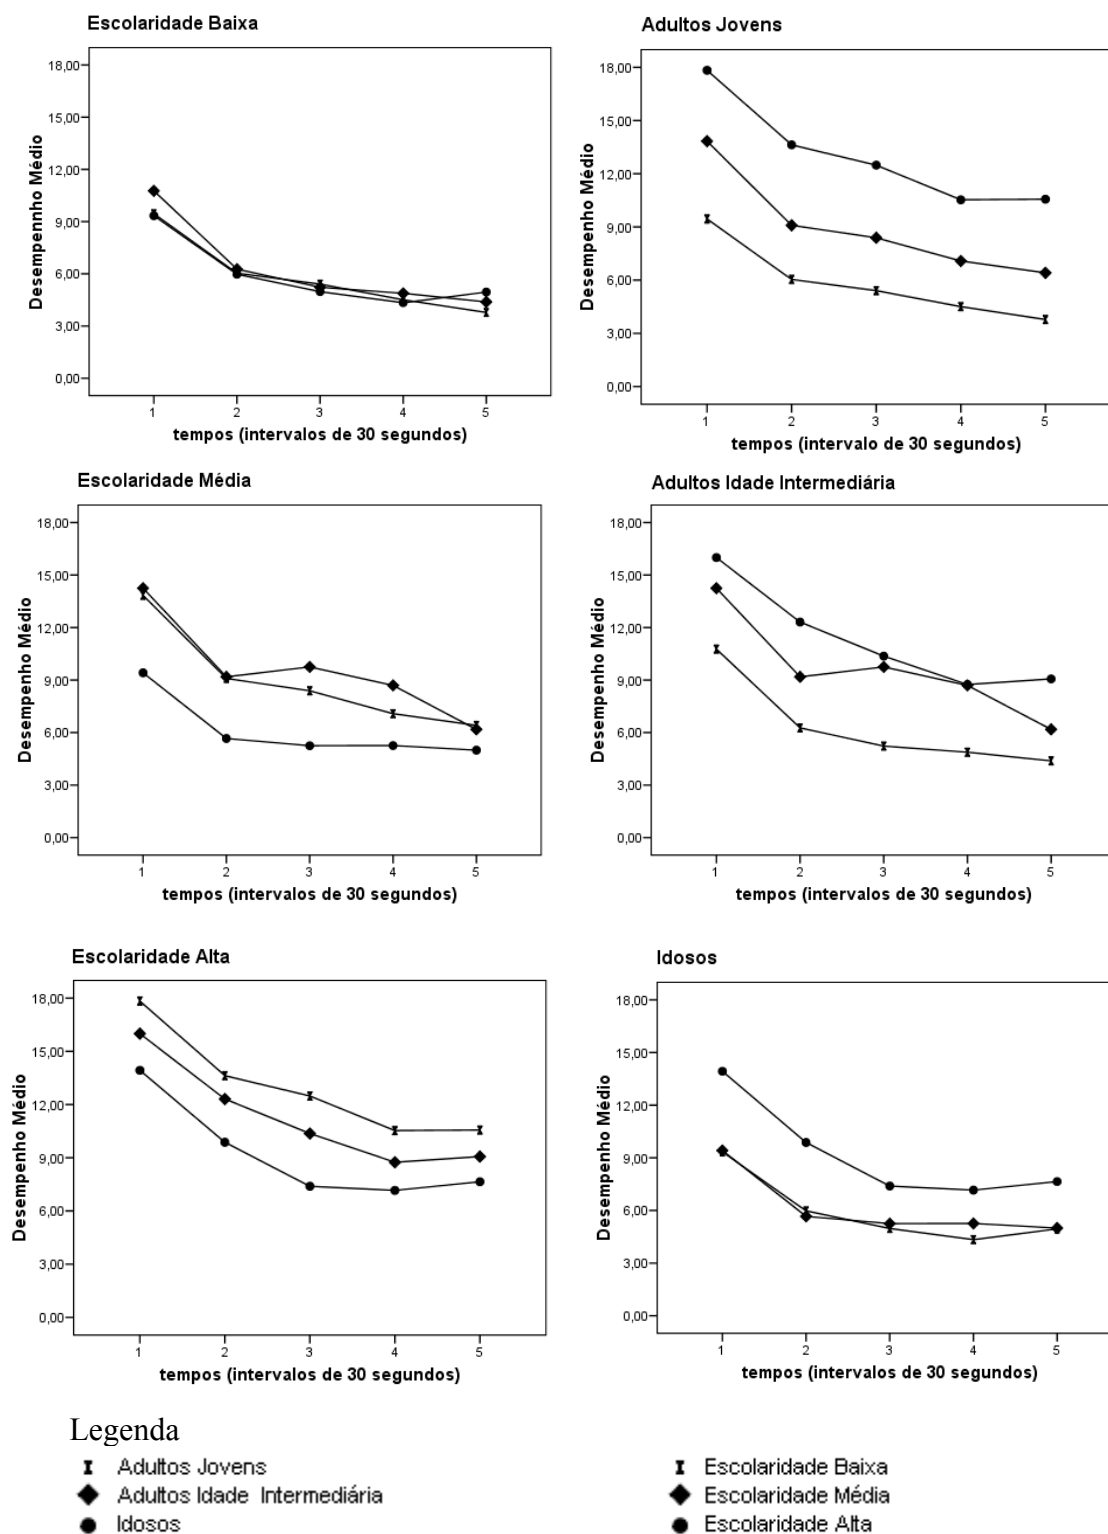 Escolaridade Baixa
18,00
15,00
12,00
9,00
6,00
3,00
0,00
Desempennho Médio
1 2 3 4 5
tempos (intervalos de 30 segundos)
Adultos Jovens
18,00
15,00
12,00
9,00
6,00
3,00
0,00
Desempenho Médio
1 2 3 4 5
tempos (intervalo de 30 segundos)
Escolaridade Média
18,00
15,00
12,00
9,00
6,00
3,00
0,00
Desempenho Médio
1 2 3 4 5
tempos (intervalos de 30 segundos)
Adultos Idade Intermediária
18,00
15,00
12,00
9,00
6,00
3,00
0,00
Desempenho Médio
1 2 3 4 5
tempos (intervalos de 30 segundos)
Escolaridade Alta
18,00
15,00
12,00
9,00
6,00
3,00
0,00
Desempenho Médio
1 2 3 4 5
tempos (intervalos de 30 segundos)
Idosos
18,00
15,00
12,00
9,00
6,00
3,00
0,00
Desempenho Médio
1 2 3 4 5
tempos (intervalos de 30 segundos)
Legenda
Adultos Jovens
Adultos Idade Intermediária
Idosos
Escolaridade Baixa
Escolaridade Média
Escolaridade Alta